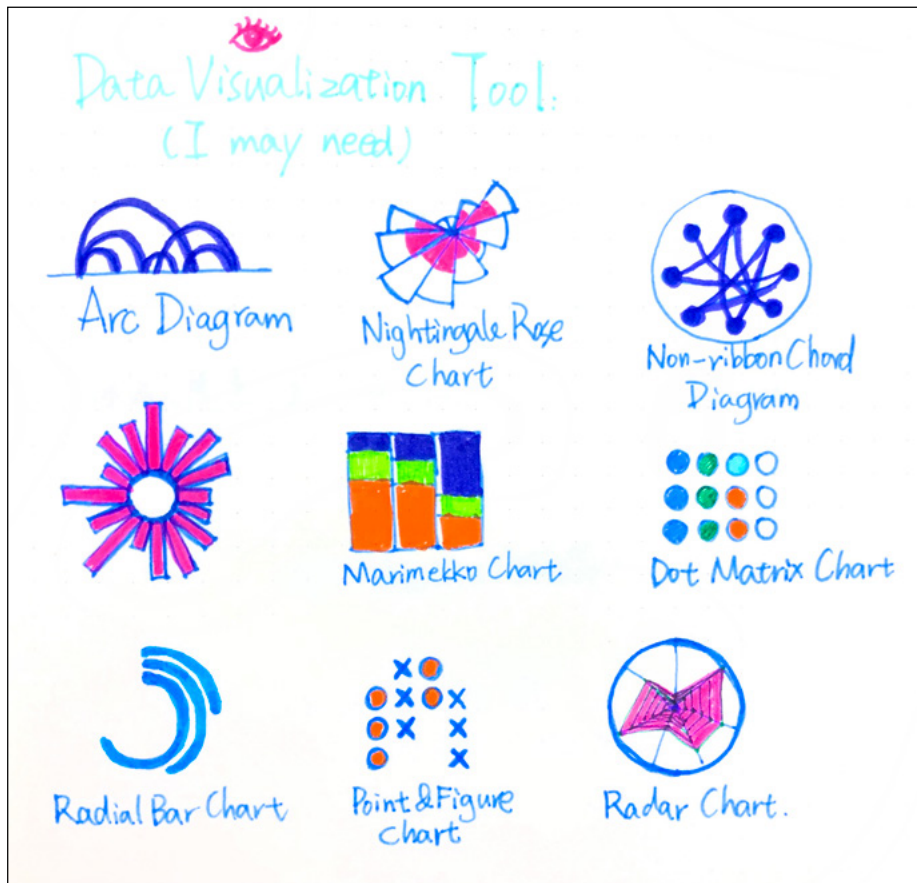 Data Visualization Tool.
(I may need)
Arc Diagram
Nightingale Rose
Chart
Non-ribbon Chord
Diagram
Marimekko Chart
Dot Matrix Chart
Radial Bar Chart
Point & Figure
Chart
Radar Chart.